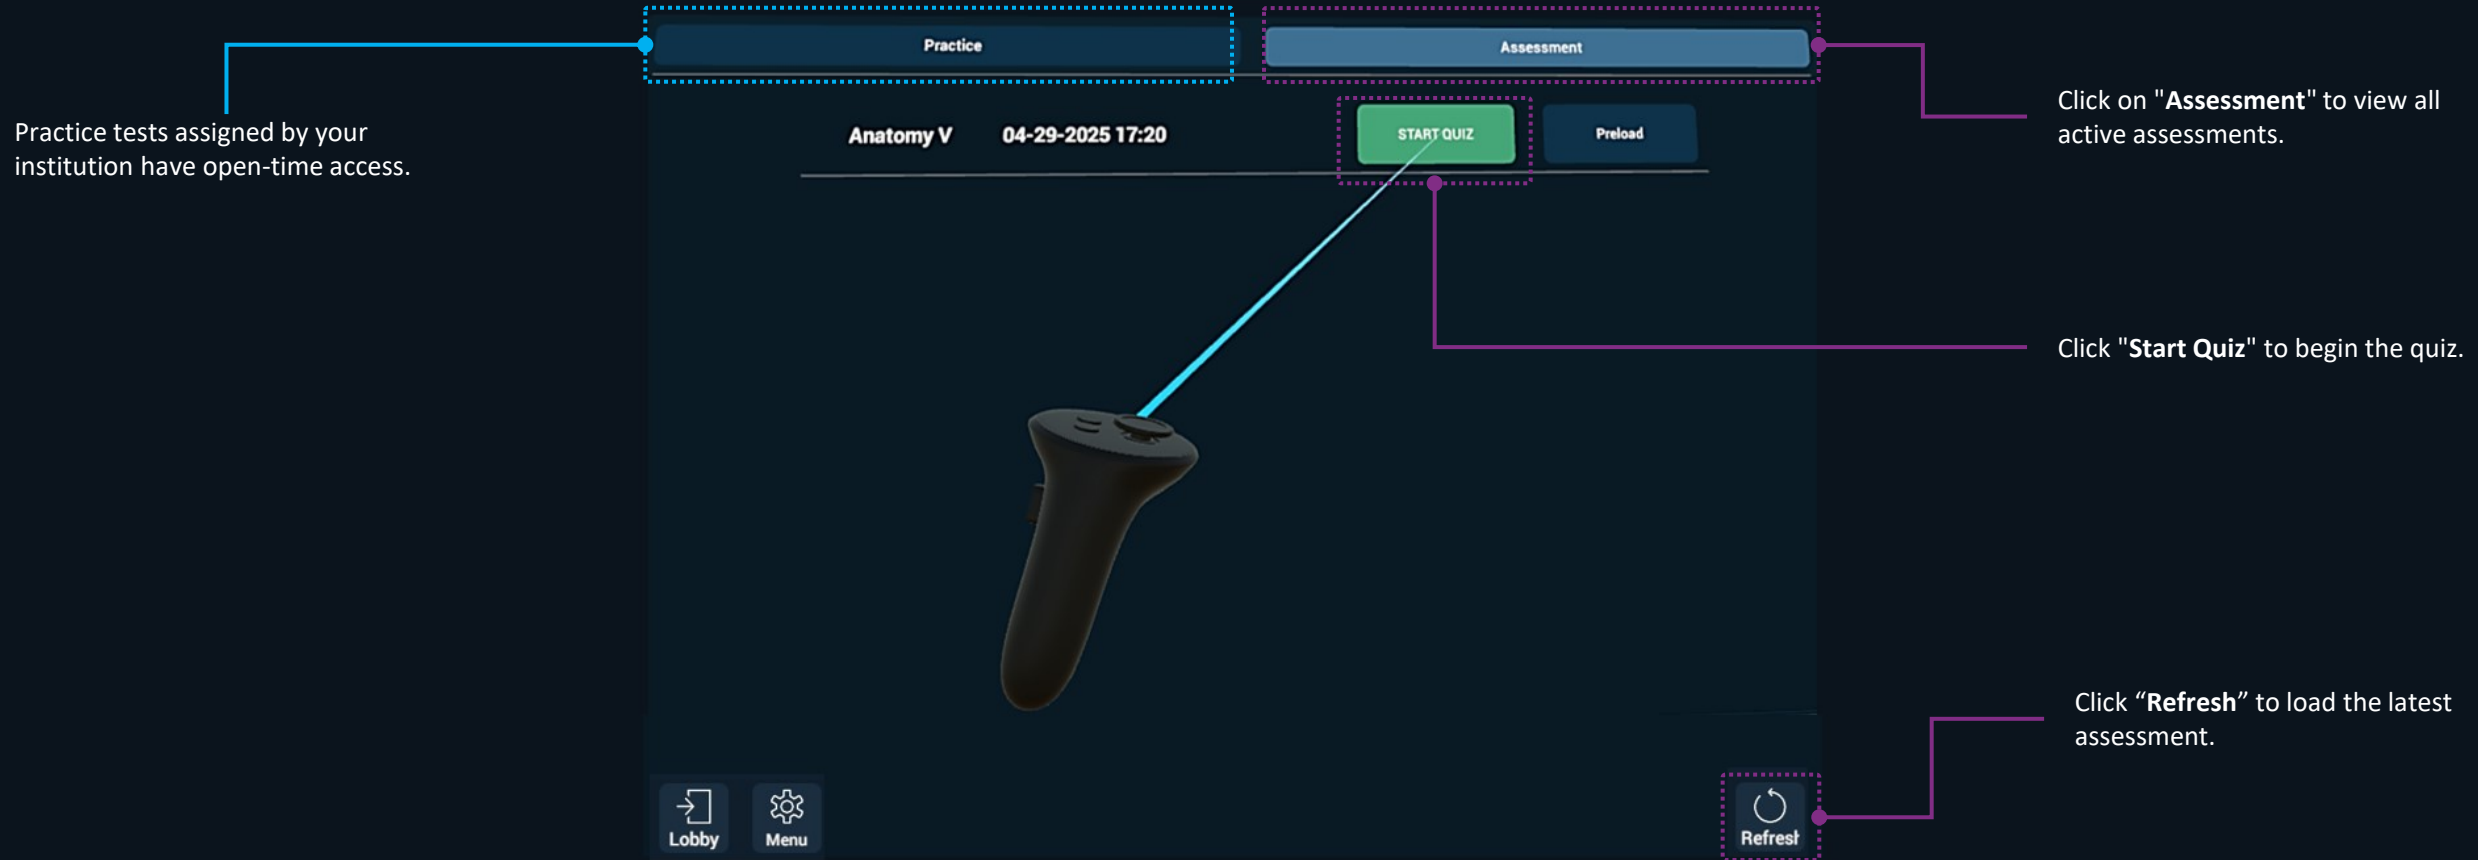 Practice
Assessment
Practice tests assigned by your
institution have open-time access.
Anatomy V 04-29-2025 17:20
START QUIZ
Preload
Click on "Assessment" to view all
active assessments.
Click "Start Quiz" to begin the quiz.
Click “Refresh” to load the latest
assessment.
Lobby
Menu
Refresh